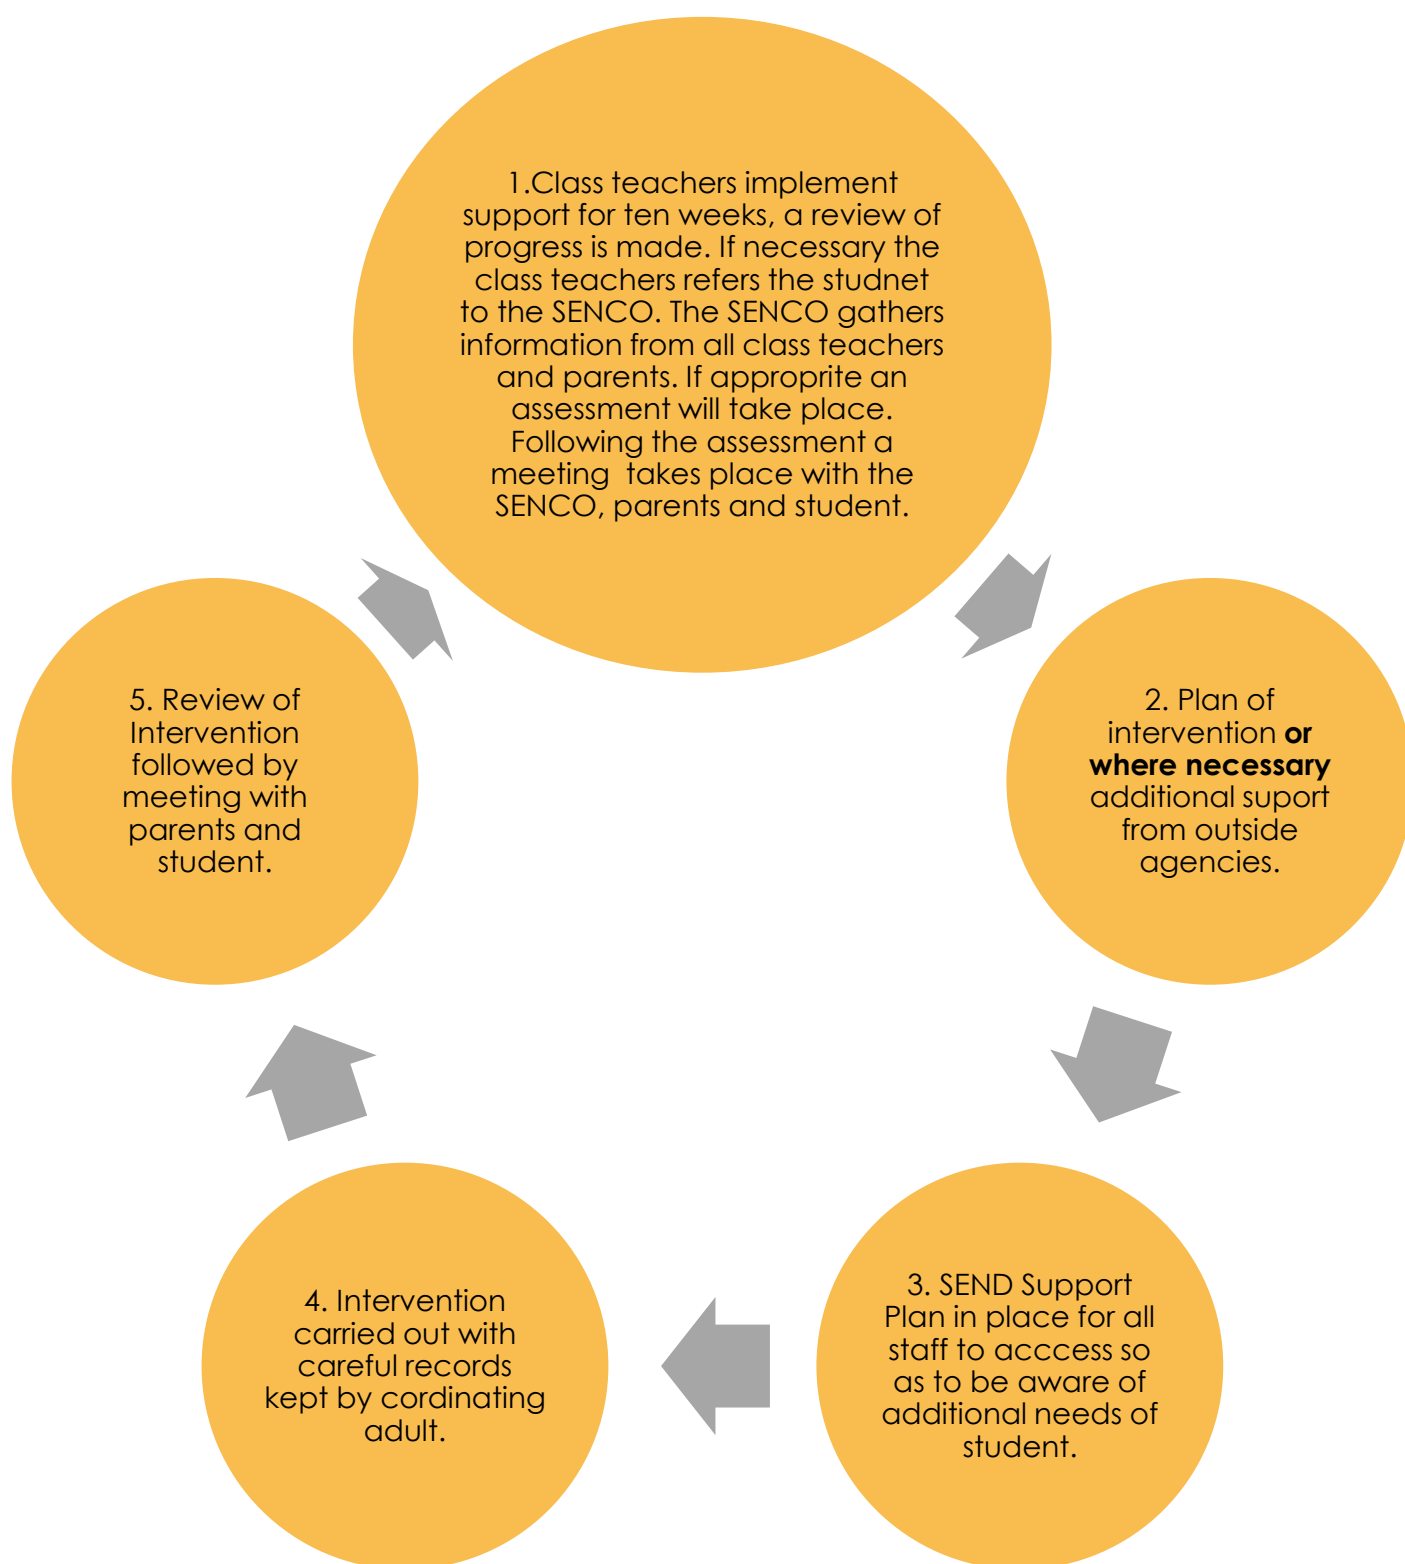 1.Class teachers implement
support for ten weeks, a review of
progress is made. If necessary the
class teachers refers the studnet
to the SENCO. The SENCO gathers
information from all class teachers
and parents. If approprite an
assessment will take place.
Following the assessment a
meeting takes place with the
SENCO, parents and student.
2. Plan of
intervention or
where necessary
additional suport
from outside
agencies.
3. SEND Support
Plan in place for all
staff to acccess so
as to be aware of
additional needs of
student.
4. Intervention
carried out with
careful records
kept by cordinating
adult.
5. Review of
Intervention
followed by
meeting with
parents and
student.